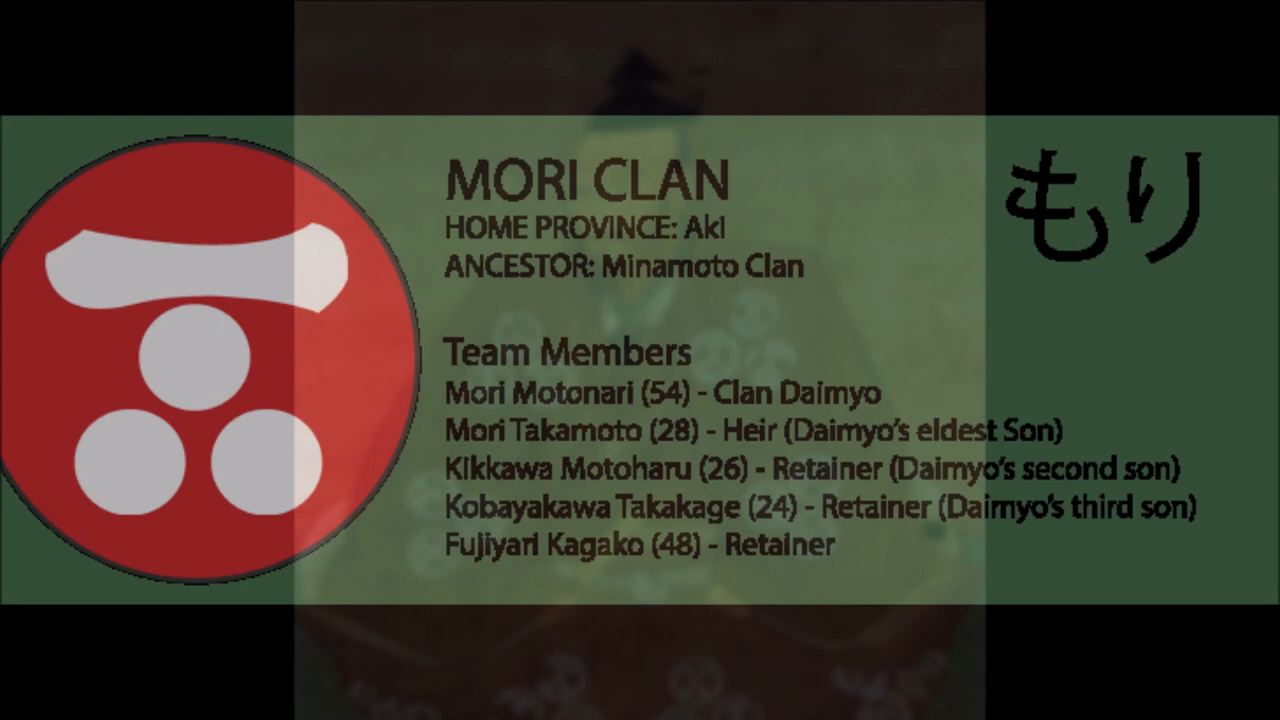 MORI CLAN
もり
HOME PROVINCE: Aki
ANCESTOR: Minamoto Clan
Team Members
Mori Motonari (54) - Clan Daimyo
Mori Takamoto (28) - Heir (Daimyo's eldest Son)
Kikkawa Motoharu (26) - Retainer (Daimyo's second son)
Kobayakawa Takakage (24) - Retainer (Daimyo's third son)
Fujiyari Kagako (48) - Retainer